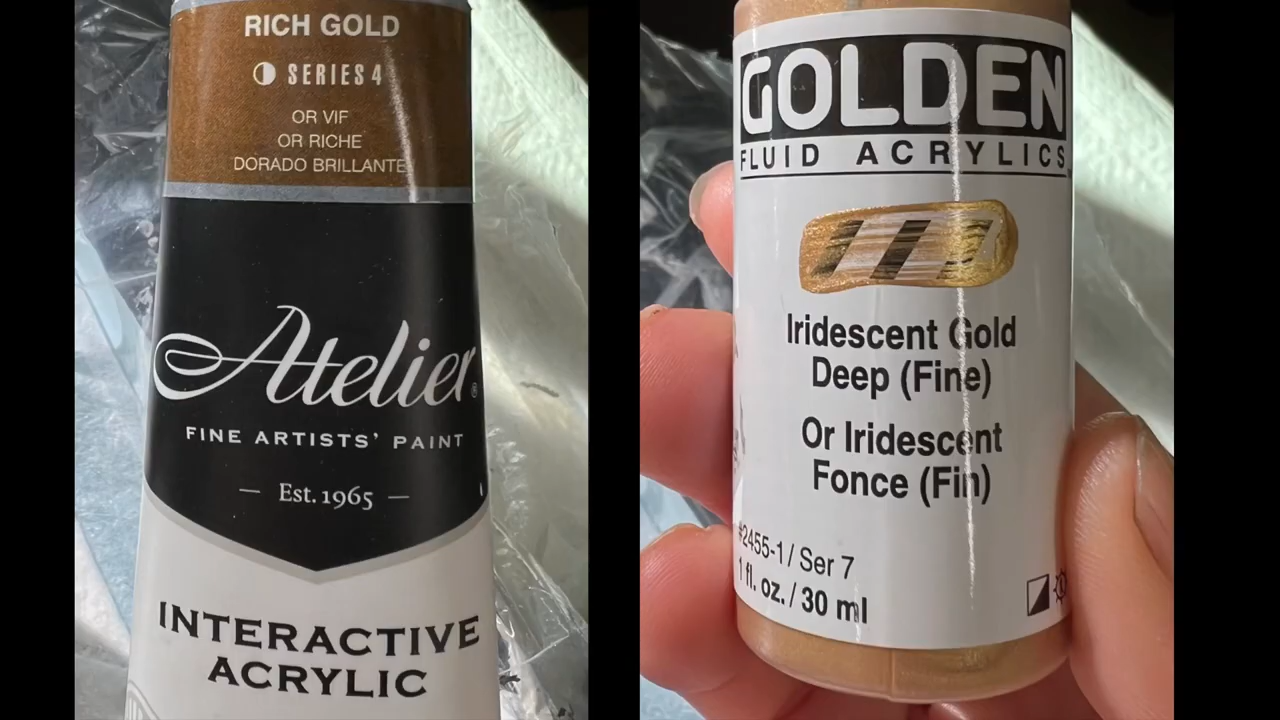 RICH GOLD
SERIES 4
OR VIF
OR RICHE
DORADO BRILLANTE
Atelier®
FINE ARTISTS' PAINT
— Est. 1965 —
INTERACTIVE
ACRYLIC
GOLDEN
FLUID ACRYLICS
Iridescent Gold
Deep (Fine)
Or Iridescent
Fonce (Fin)
#2455-1 / Ser 7
1 fl. oz. / 30 ml